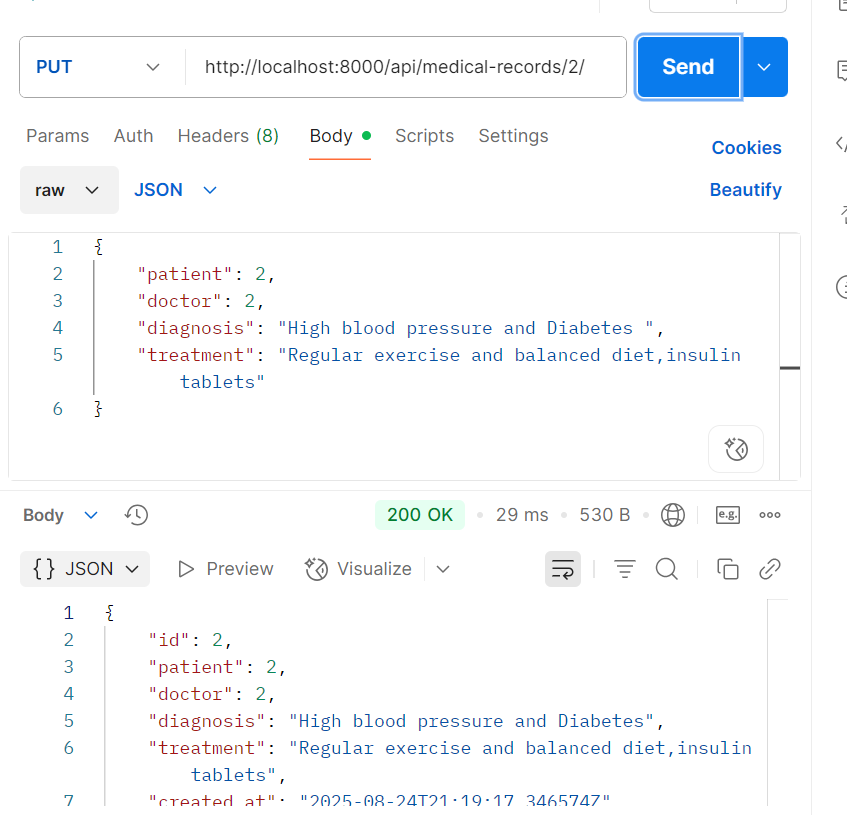 PUT http://localhost:8000/api/medical-records/2/ Send
Params Auth Headers (8) Body Scripts Settings Cookies
raw JSON Beautify
1 {
2 "patient": 2,
3 "doctor": 2,
4 "diagnosis": "High blood pressure and Diabetes ",
5 "treatment": "Regular exercise and balanced diet,insulin
tablets"
6 }
Body 200 OK 29 ms 530 B e.g.
{} JSON Preview Visualize
1 {
2 "id": 2,
3 "patient": 2,
4 "doctor": 2,
5 "diagnosis": "High blood pressure and Diabetes",
6 "treatment": "Regular exercise and balanced diet,insulin
tablets",
7 "created_at": "2025-08-24T21:19:17.346574Z"